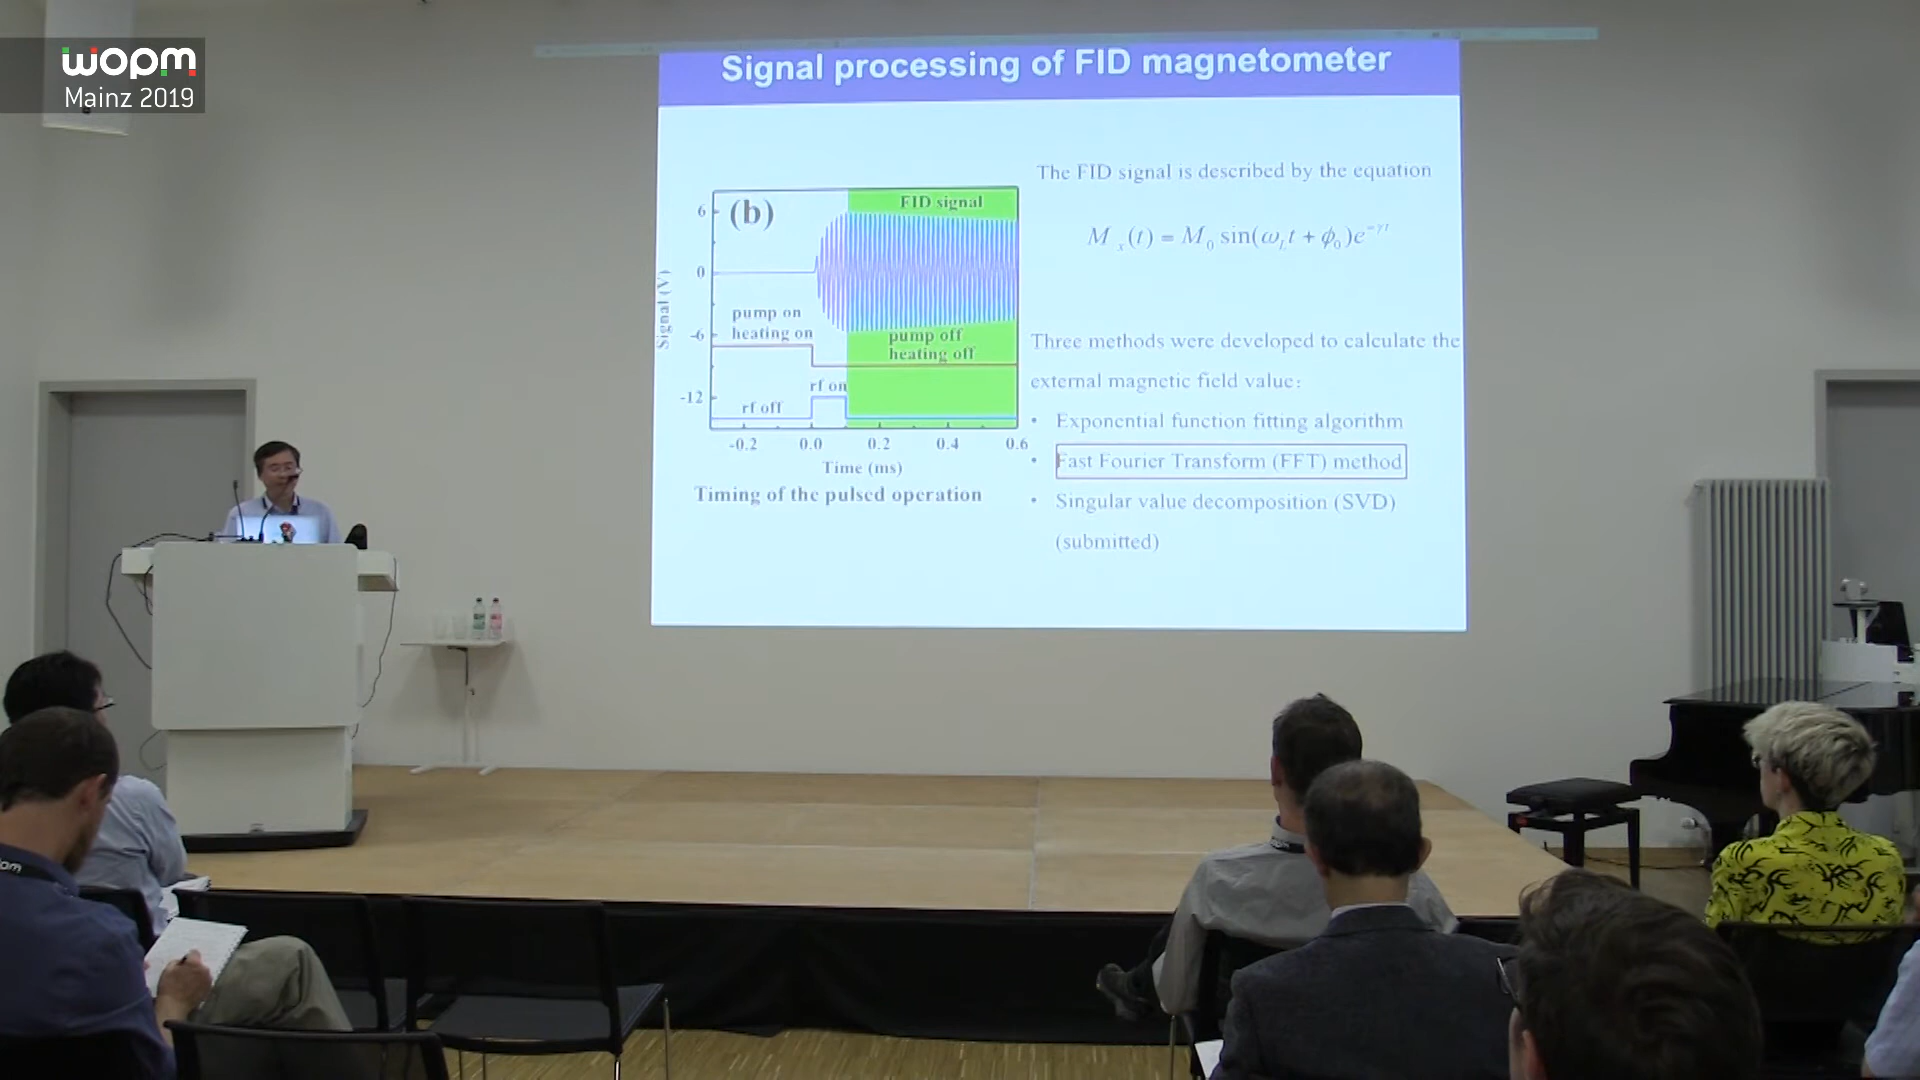 wopm
Mainz 2019
Signal processing of FID magnetometer
The FID signal is described by the equation
M_x(t) = M_0 sin(ω_L t + ϕ_0)e^{-γt}
(b)
FID signal
6
0
-6
-12
Signal (V)
pump on
heating on
pump off
heating off
rf on
rf off
-0.2 0.0 0.2 0.4 0.6
Time (ms)
Timing of the pulsed operation
Three methods were developed to calculate the
external magnetic field value:
• Exponential function fitting algorithm
• Fast Fourier Transform (FFT) method
• Singular value decomposition (SVD)
(submitted)